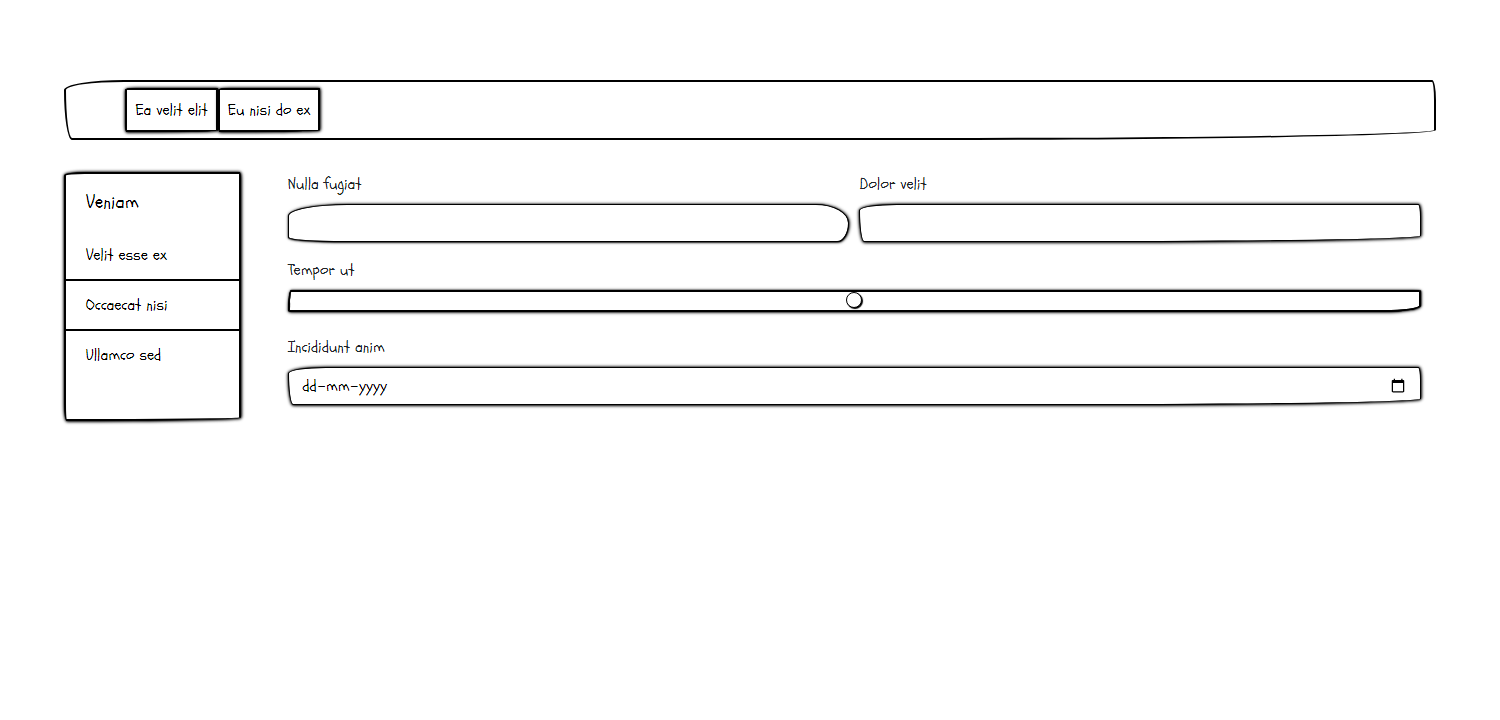 Ea velit elit
Eu nisi do ex
Veniam
Velit esse ex
Occaecat nisi
Ullamco sed
Nulla fugiat
Dolor velit
Tempor ut
Incididunt anim
dd-mm-yyyy